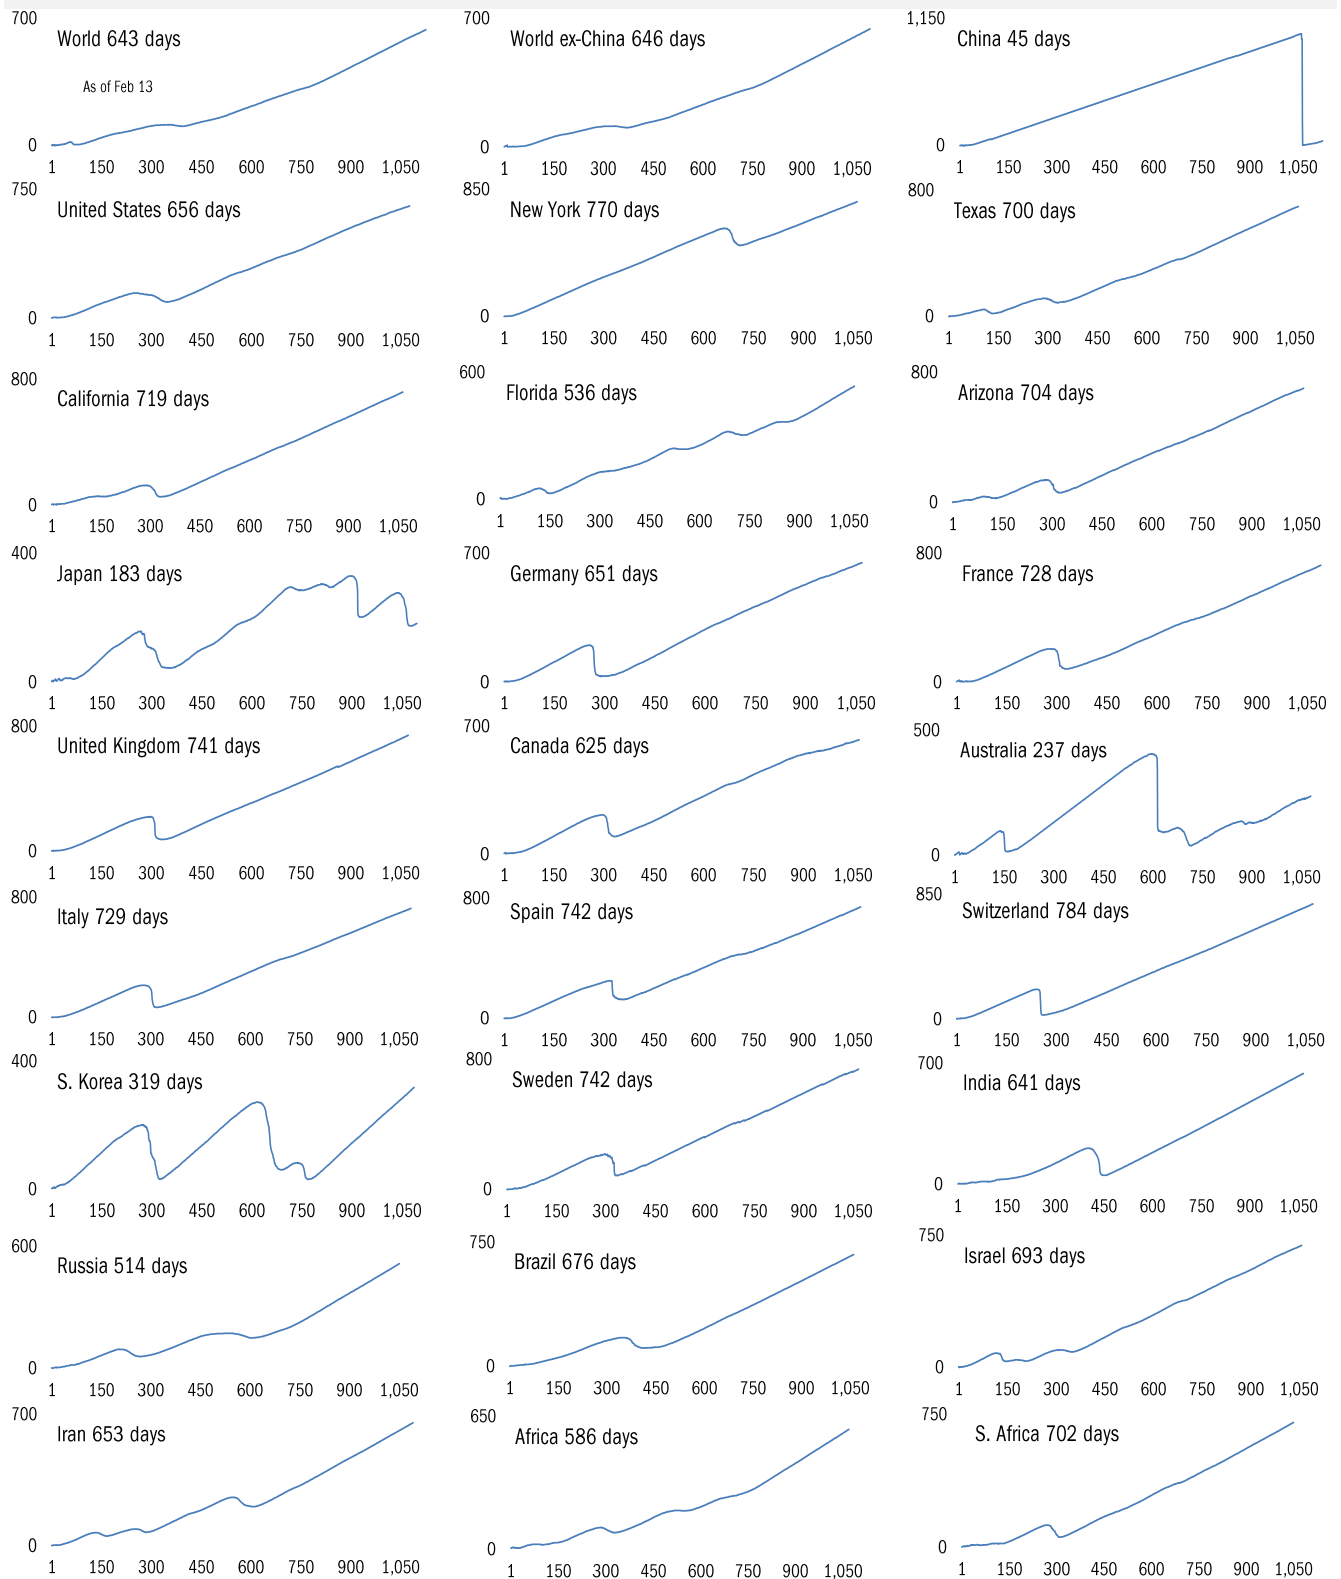 700
World 643 days
As of Feb 13
0
1 150 300 450 600 750 900 1,050
700
World ex-China 646 days
0
1 150 300 450 600 750 900 1,050
1,150
China 45 days
0
1 150 300 450 600 750 900 1,050
750
United States 656 days
0
1 150 300 450 600 750 900 1,050
850
New York 770 days
0
1 150 300 450 600 750 900 1,050
800
Texas 700 days
0
1 150 300 450 600 750 900 1,050
800
California 719 days
0
1 150 300 450 600 750 900 1,050
600
Florida 536 days
0
1 150 300 450 600 750 900 1,050
800
Arizona 704 days
0
1 150 300 450 600 750 900 1,050
400
Japan 183 days
0
1 150 300 450 600 750 900 1,050
700
Germany 651 days
0
1 150 300 450 600 750 900 1,050
800
France 728 days
0
1 150 300 450 600 750 900 1,050
800
United Kingdom 741 days
0
1 150 300 450 600 750 900 1,050
700
Canada 625 days
0
1 150 300 450 600 750 900 1,050
500
Australia 237 days
0
1 150 300 450 600 750 900 1,050
800
Italy 729 days
0
1 150 300 450 600 750 900 1,050
800
Spain 742 days
0
1 150 300 450 600 750 900 1,050
850
Switzerland 784 days
0
1 150 300 450 600 750 900 1,050
400
S. Korea 319 days
0
1 150 300 450 600 750 900 1,050
800
Sweden 742 days
0
1 150 300 450 600 750 900 1,050
700
India 641 days
0
1 150 300 450 600 750 900 1,050
600
Russia 514 days
0
1 150 300 450 600 750 900 1,050
750
Brazil 676 days
0
1 150 300 450 600 750 900 1,050
750
Israel 693 days
0
1 150 300 450 600 750 900 1,050
700
Iran 653 days
0
1 150 300 450 600 750 900 1,050
650
Africa 586 days
0
1 150 300 450 600 750 900 1,050
750
S. Africa 702 days
0
1 150 300 450 600 750 900 1,050